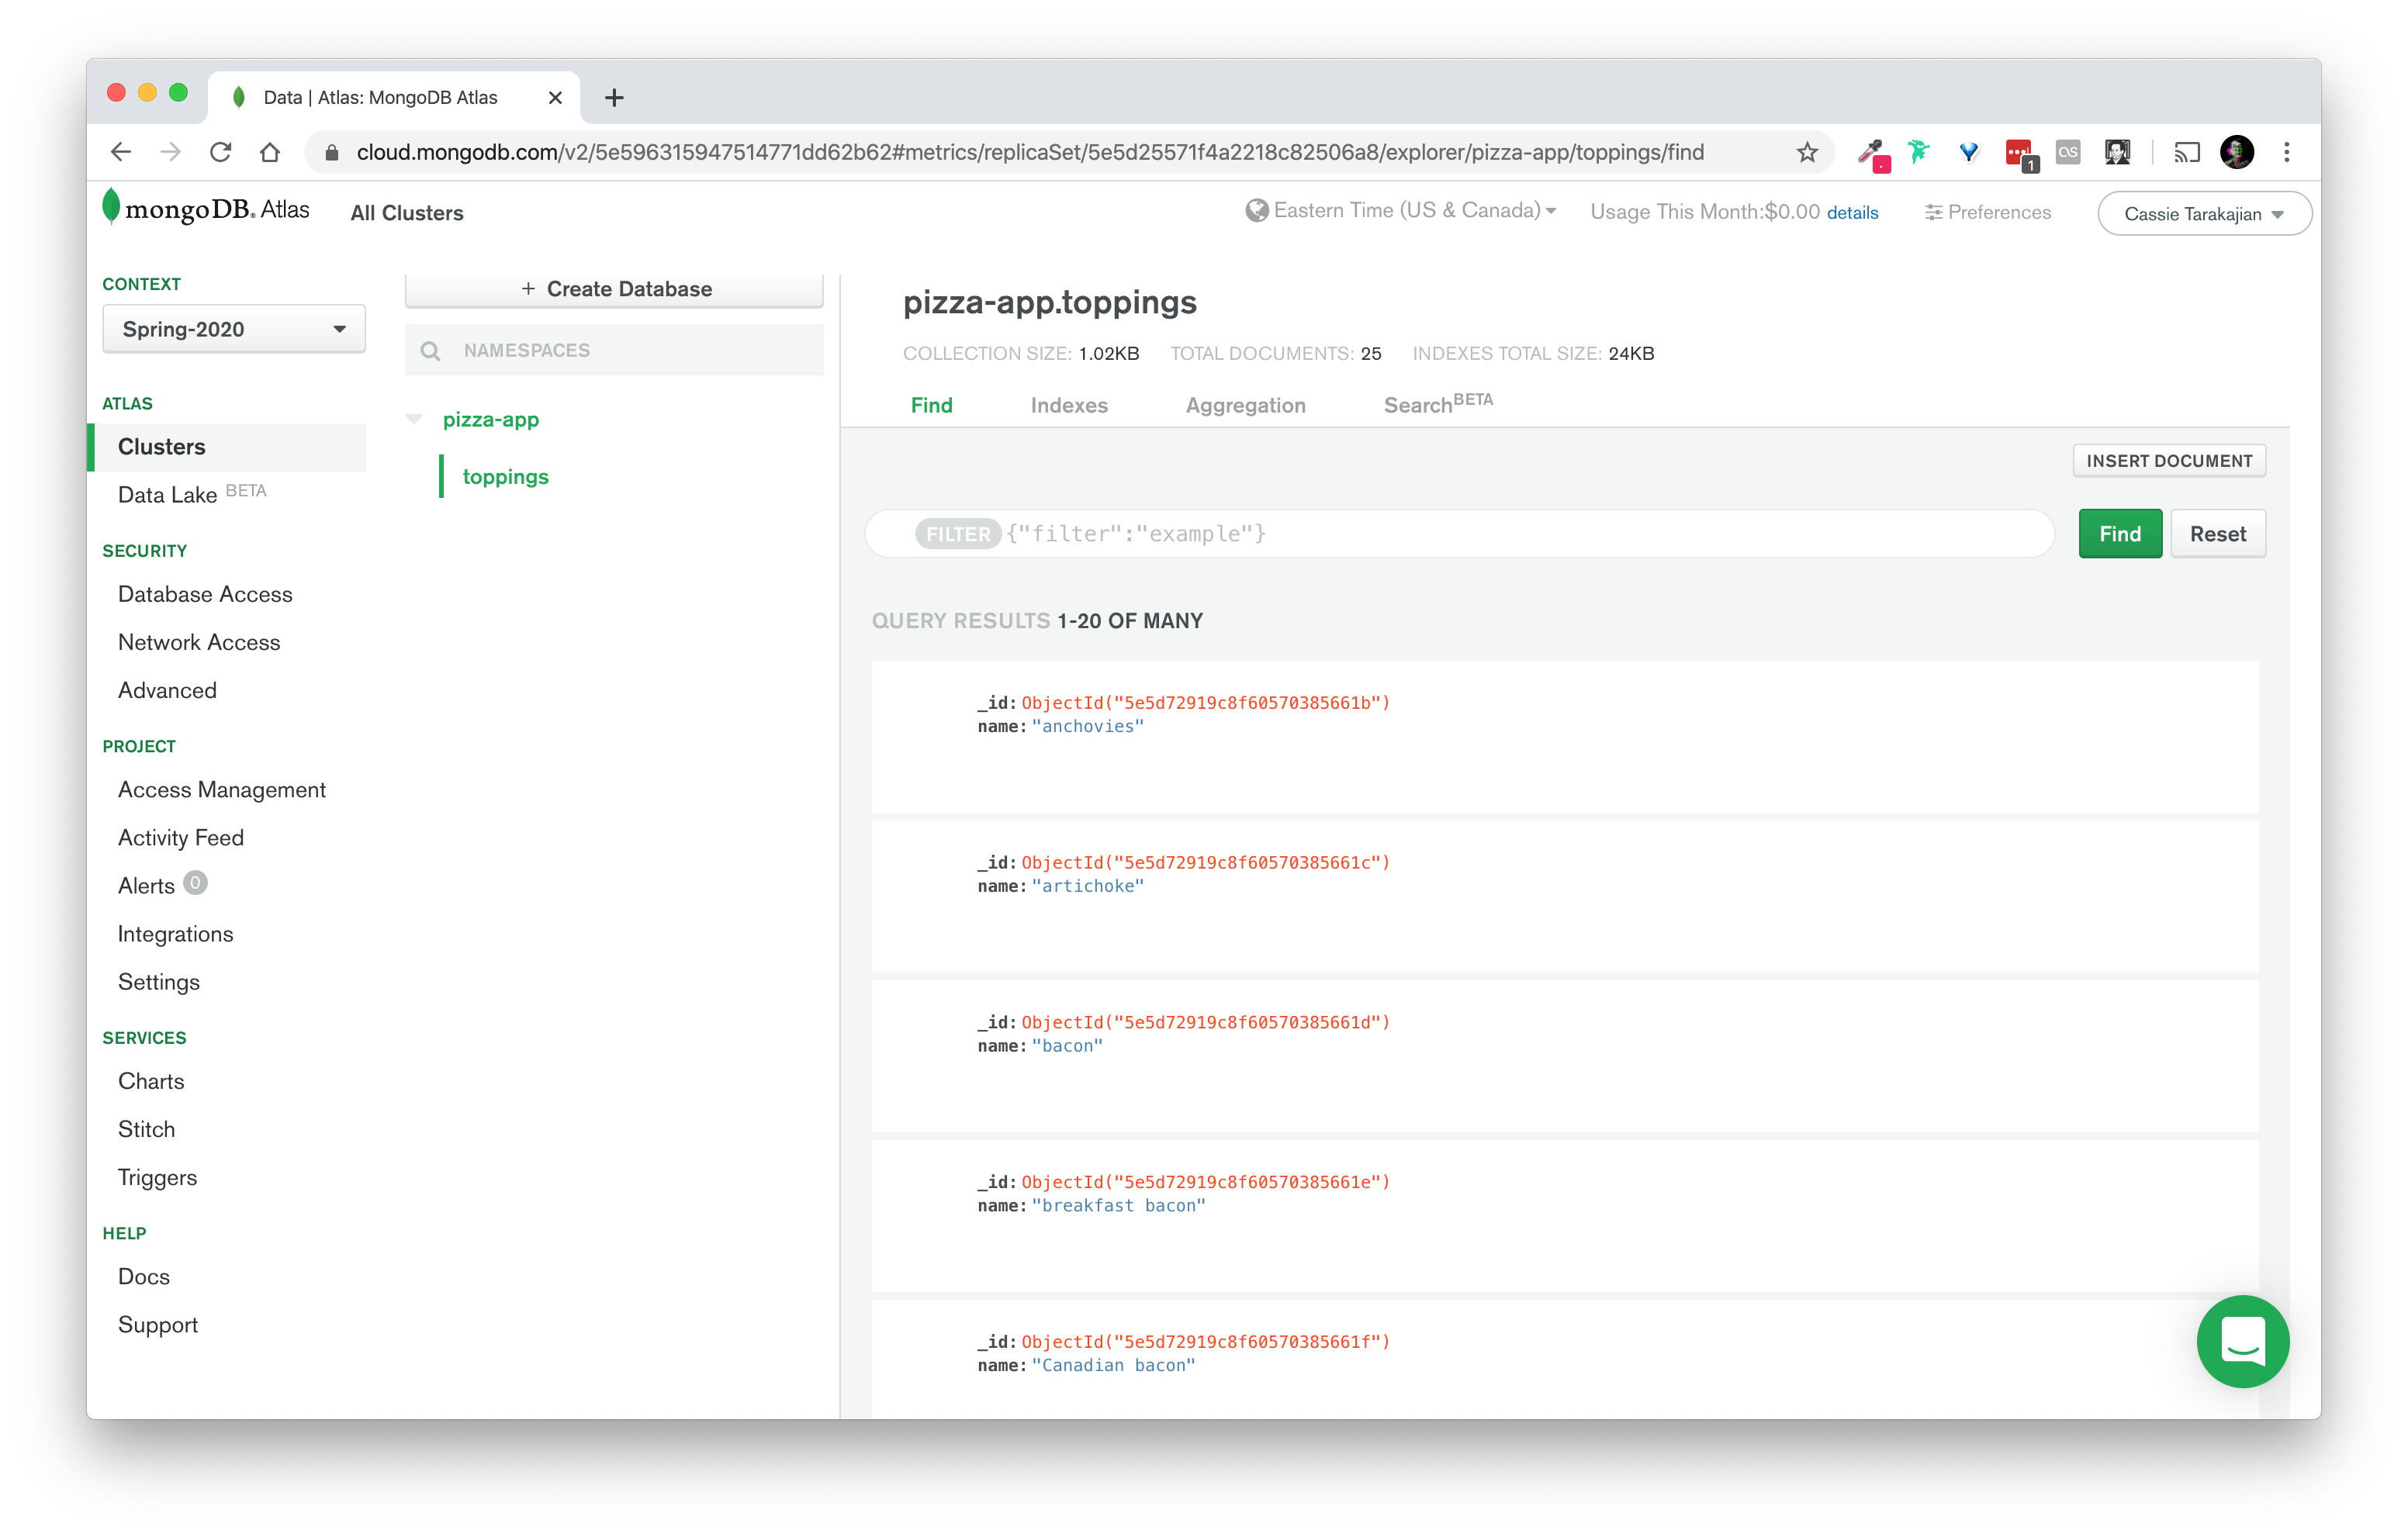 Data | Atlas: MongoDB Atlas
cloud.mongodb.com/v2/5e596315947514771dd62b62#metrics/replicaSet/5e5d25571f4a2218c82506a8/explorer/pizza-app/toppings/find
1
OS
mongoDB. Atlas
All Clusters
Eastern Time (US & Canada)
Usage This Month:$0.00 details
Preferences
Cassie Tarakajian
CONTEXT
Spring-2020
ATLAS
Clusters
Data Lake BETA
SECURITY
Database Access
Network Access
Advanced
PROJECT
Access Management
Activity Feed
Alerts 0
Integrations
Settings
SERVICES
Charts
Stitch
Triggers
HELP
Docs
Support
+ Create Database
NAMESPACES
pizza-app
toppings
pizza-app.toppings
COLLECTION SIZE: 1.02KB TOTAL DOCUMENTS: 25 INDEXES TOTAL SIZE: 24KB
Find Indexes Aggregation Search BETA
INSERT DOCUMENT
FILTER {"filter":"example"}
Find Reset
QUERY RESULTS 1-20 OF MANY
_id: ObjectId("5e5d72919c8f60570385661b")
name: "anchovies"
_id: ObjectId("5e5d72919c8f60570385661c")
name: "artichoke"
_id: ObjectId("5e5d72919c8f60570385661d")
name: "bacon"
_id: ObjectId("5e5d72919c8f60570385661e")
name: "breakfast bacon"
_id: ObjectId("5e5d72919c8f60570385661f")
name: "Canadian bacon"